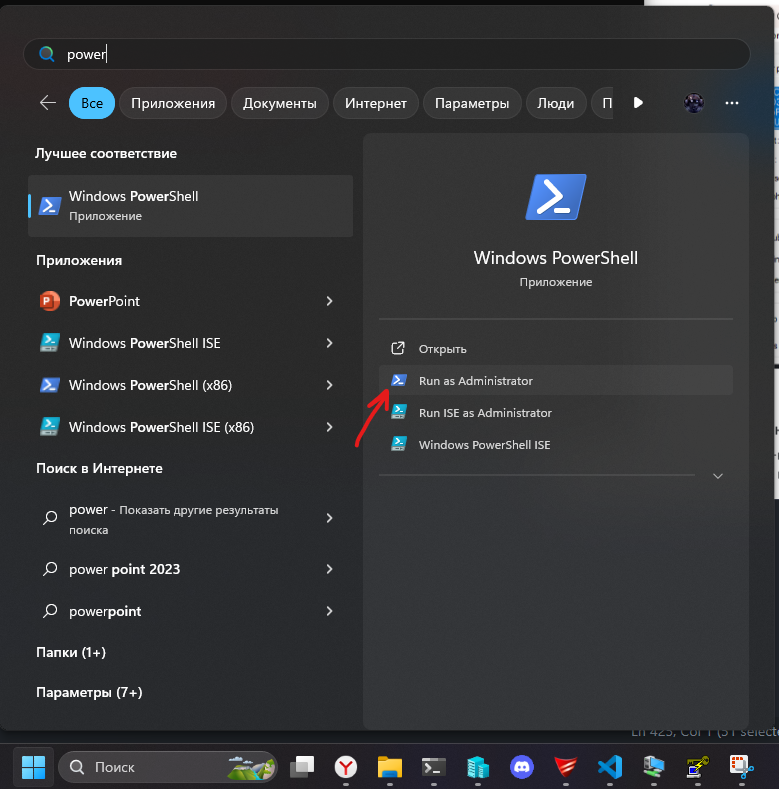 power
Все
Приложения
Документы
Интернет
Параметры
Люди
П
Лучшее соответствие
Windows PowerShell
Приложение
Приложения
PowerPoint
Windows PowerShell ISE
Windows PowerShell (x86)
Windows PowerShell ISE (x86)
Поиск в Интернете
power - Показать другие результаты
поиска
power point 2023
powerpoint
Папки (1+)
Параметры (7+)
Windows PowerShell
Приложение
Открыть
Run as Administrator
Run ISE as Administrator
Windows PowerShell ISE
Ln 425, Col 1 (51 selecte
Поиск